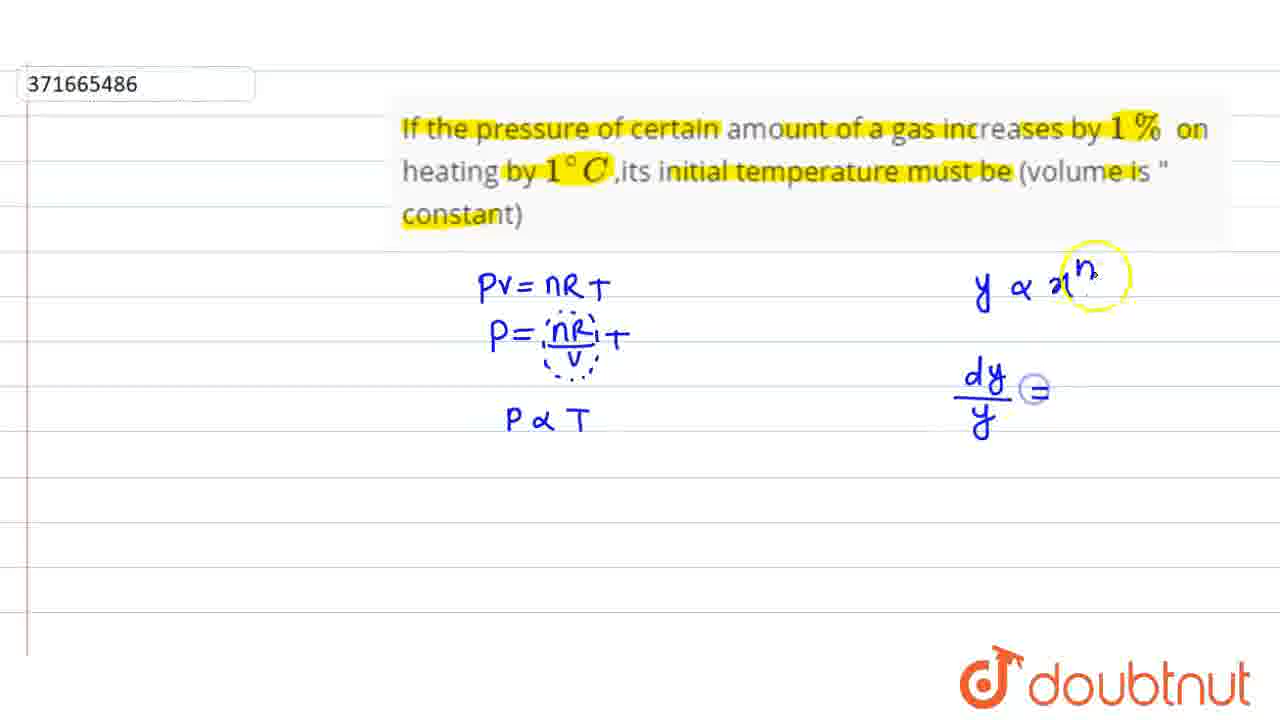 371665486
If the pressure of certain amount of a gas increases by 1% on
heating by 1°C ,its initial temperature must be (volume is "
constant)
PV = nRT
P = nR/V T
P ∝ T
y ∝ x^n
dy/y =
doubtnut